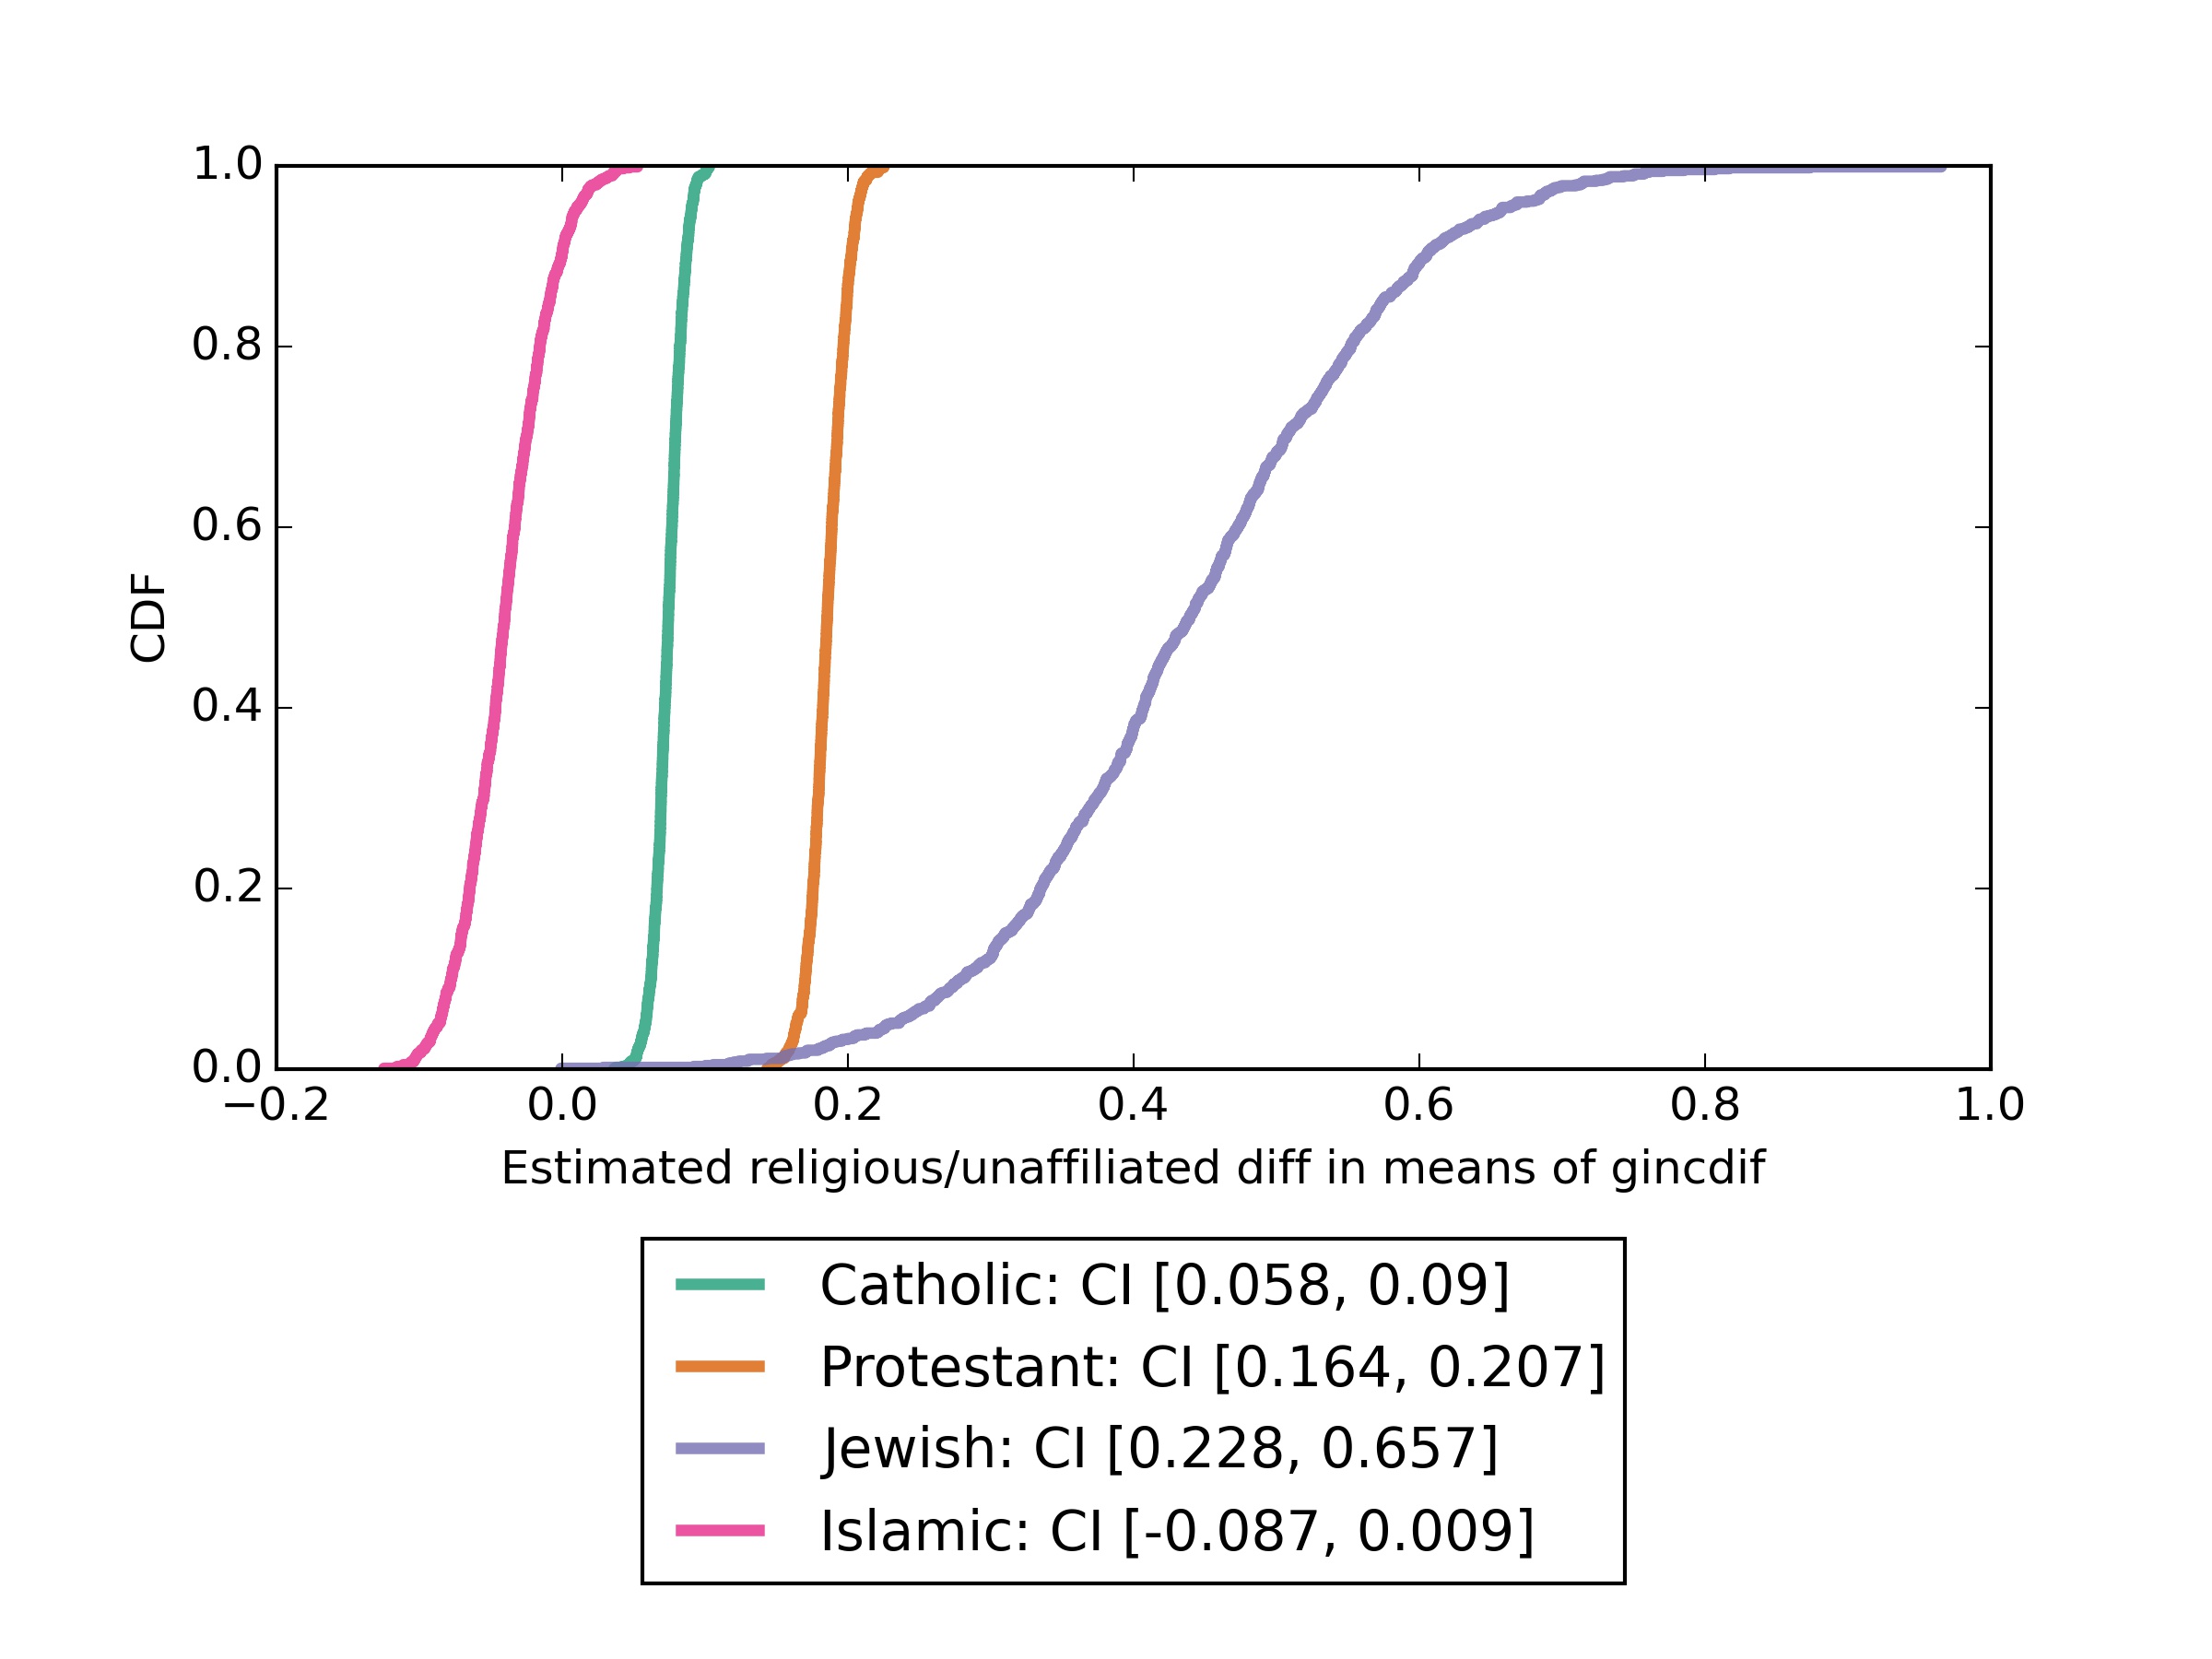 1.0
0.8
0.6
0.4
0.2
0.0
CDF
−0.2 0.0 0.2 0.4 0.6 0.8 1.0
Estimated religious/unaffiliated diff in means of gincdif
Catholic: CI [0.058, 0.09]
Protestant: CI [0.164, 0.207]
Jewish: CI [0.228, 0.657]
Islamic: CI [-0.087, 0.009]